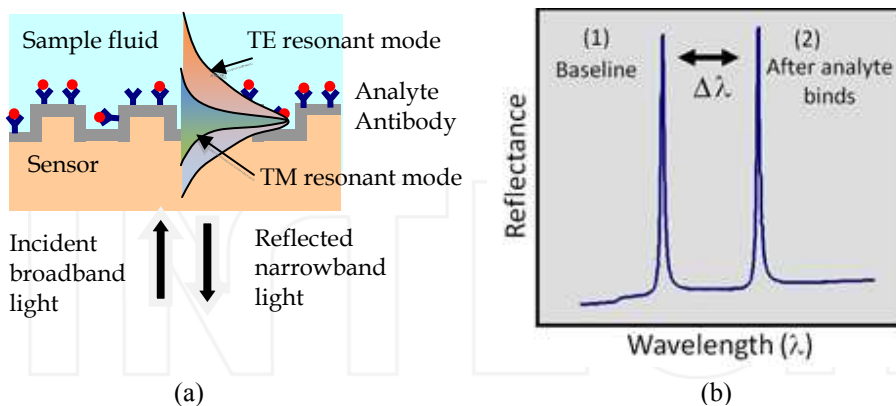 Sample fluid
TE resonant mode
Analyte
Antibody
Sensor
TM resonant mode
Incident
broadband
light
Reflected
narrowband
light
(a)
(1)
Baseline
Δλ
(2)
After analyte
binds
Reflectance
Wavelength (λ)
(b)